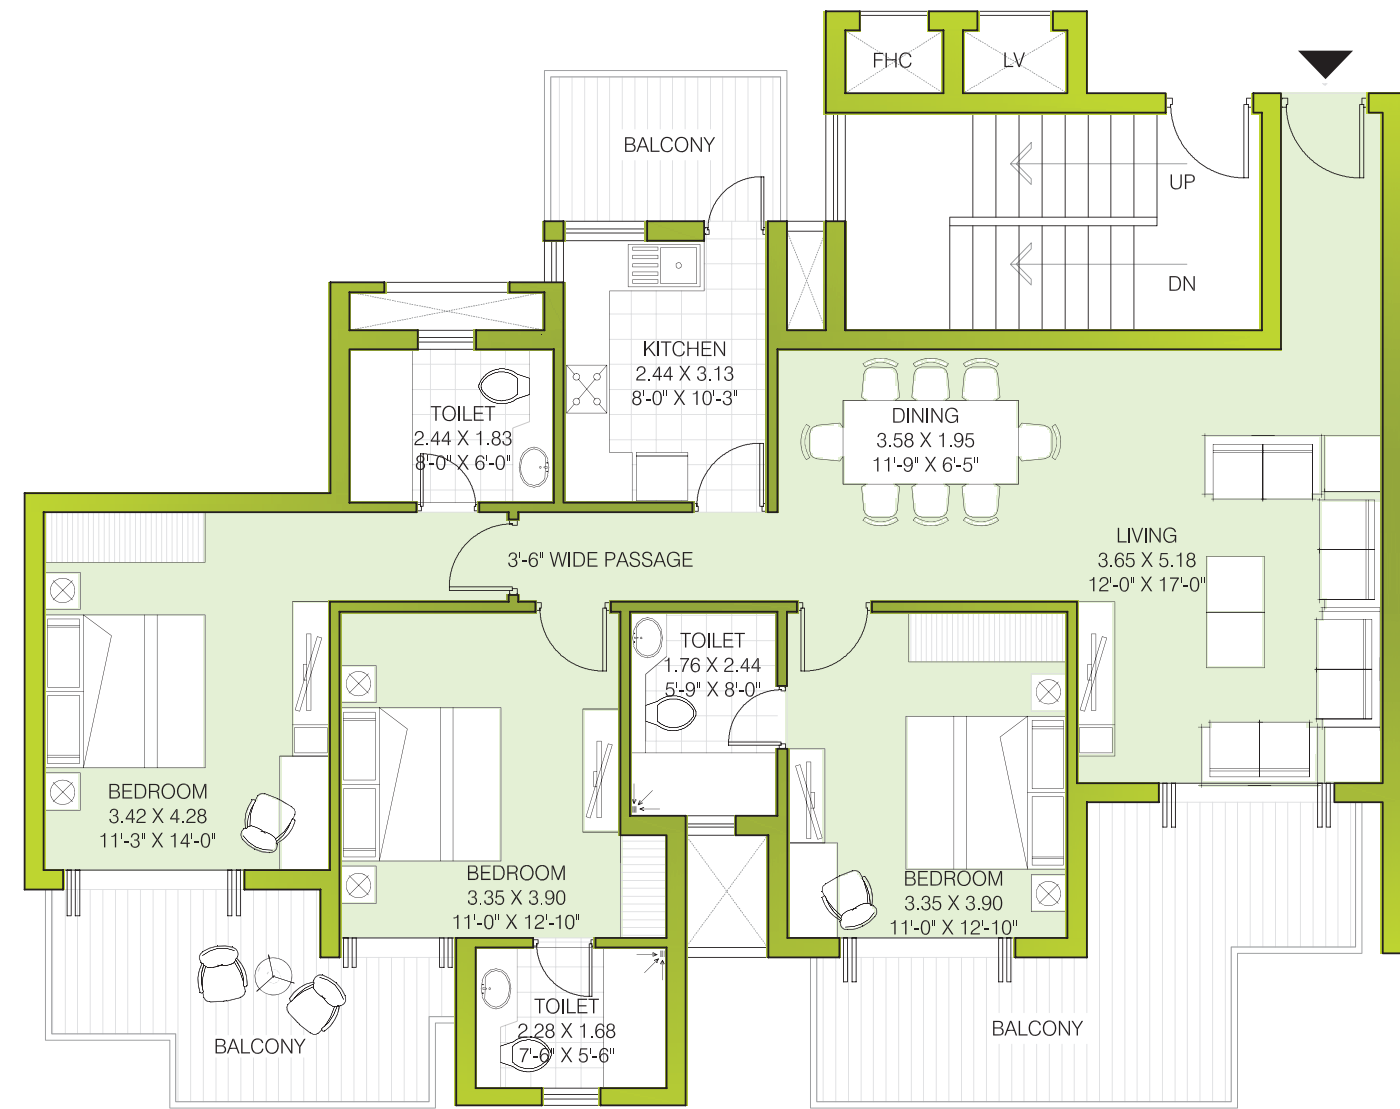 FHC
LV
BALCONY
UP
DN
KITCHEN
2.44 X 3.13
8'-0" X 10'-3"
TOILET
2.44 X 1.83
8'-0" X 6'-0"
DINING
3.58 X 1.95
11'-9" X 6'-5"
LIVING
3.65 X 5.18
12'-0" X 17'-0"
3'-6" WIDE PASSAGE
TOILET
1.76 X 2.44
5'-9" X 8'-0"
BEDROOM
3.42 X 4.28
11'-3" X 14'-0"
BEDROOM
3.35 X 3.90
11'-0" X 12'-10"
BEDROOM
3.35 X 3.90
11'-0" X 12'-10"
TOILET
2.28 X 1.68
7'-6" X 5'-6"
BALCONY
BALCONY